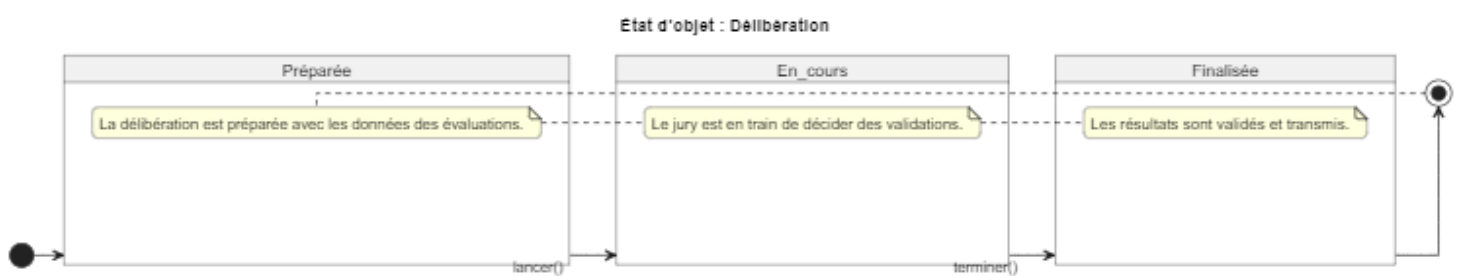 État d'objet : Délibération
Préparée
En_cours
Finalisée
La délibération est préparée avec les données des évaluations.
Le jury est en train de décider des validations.
Les résultats sont validés et transmis.
lancer()
terminer()